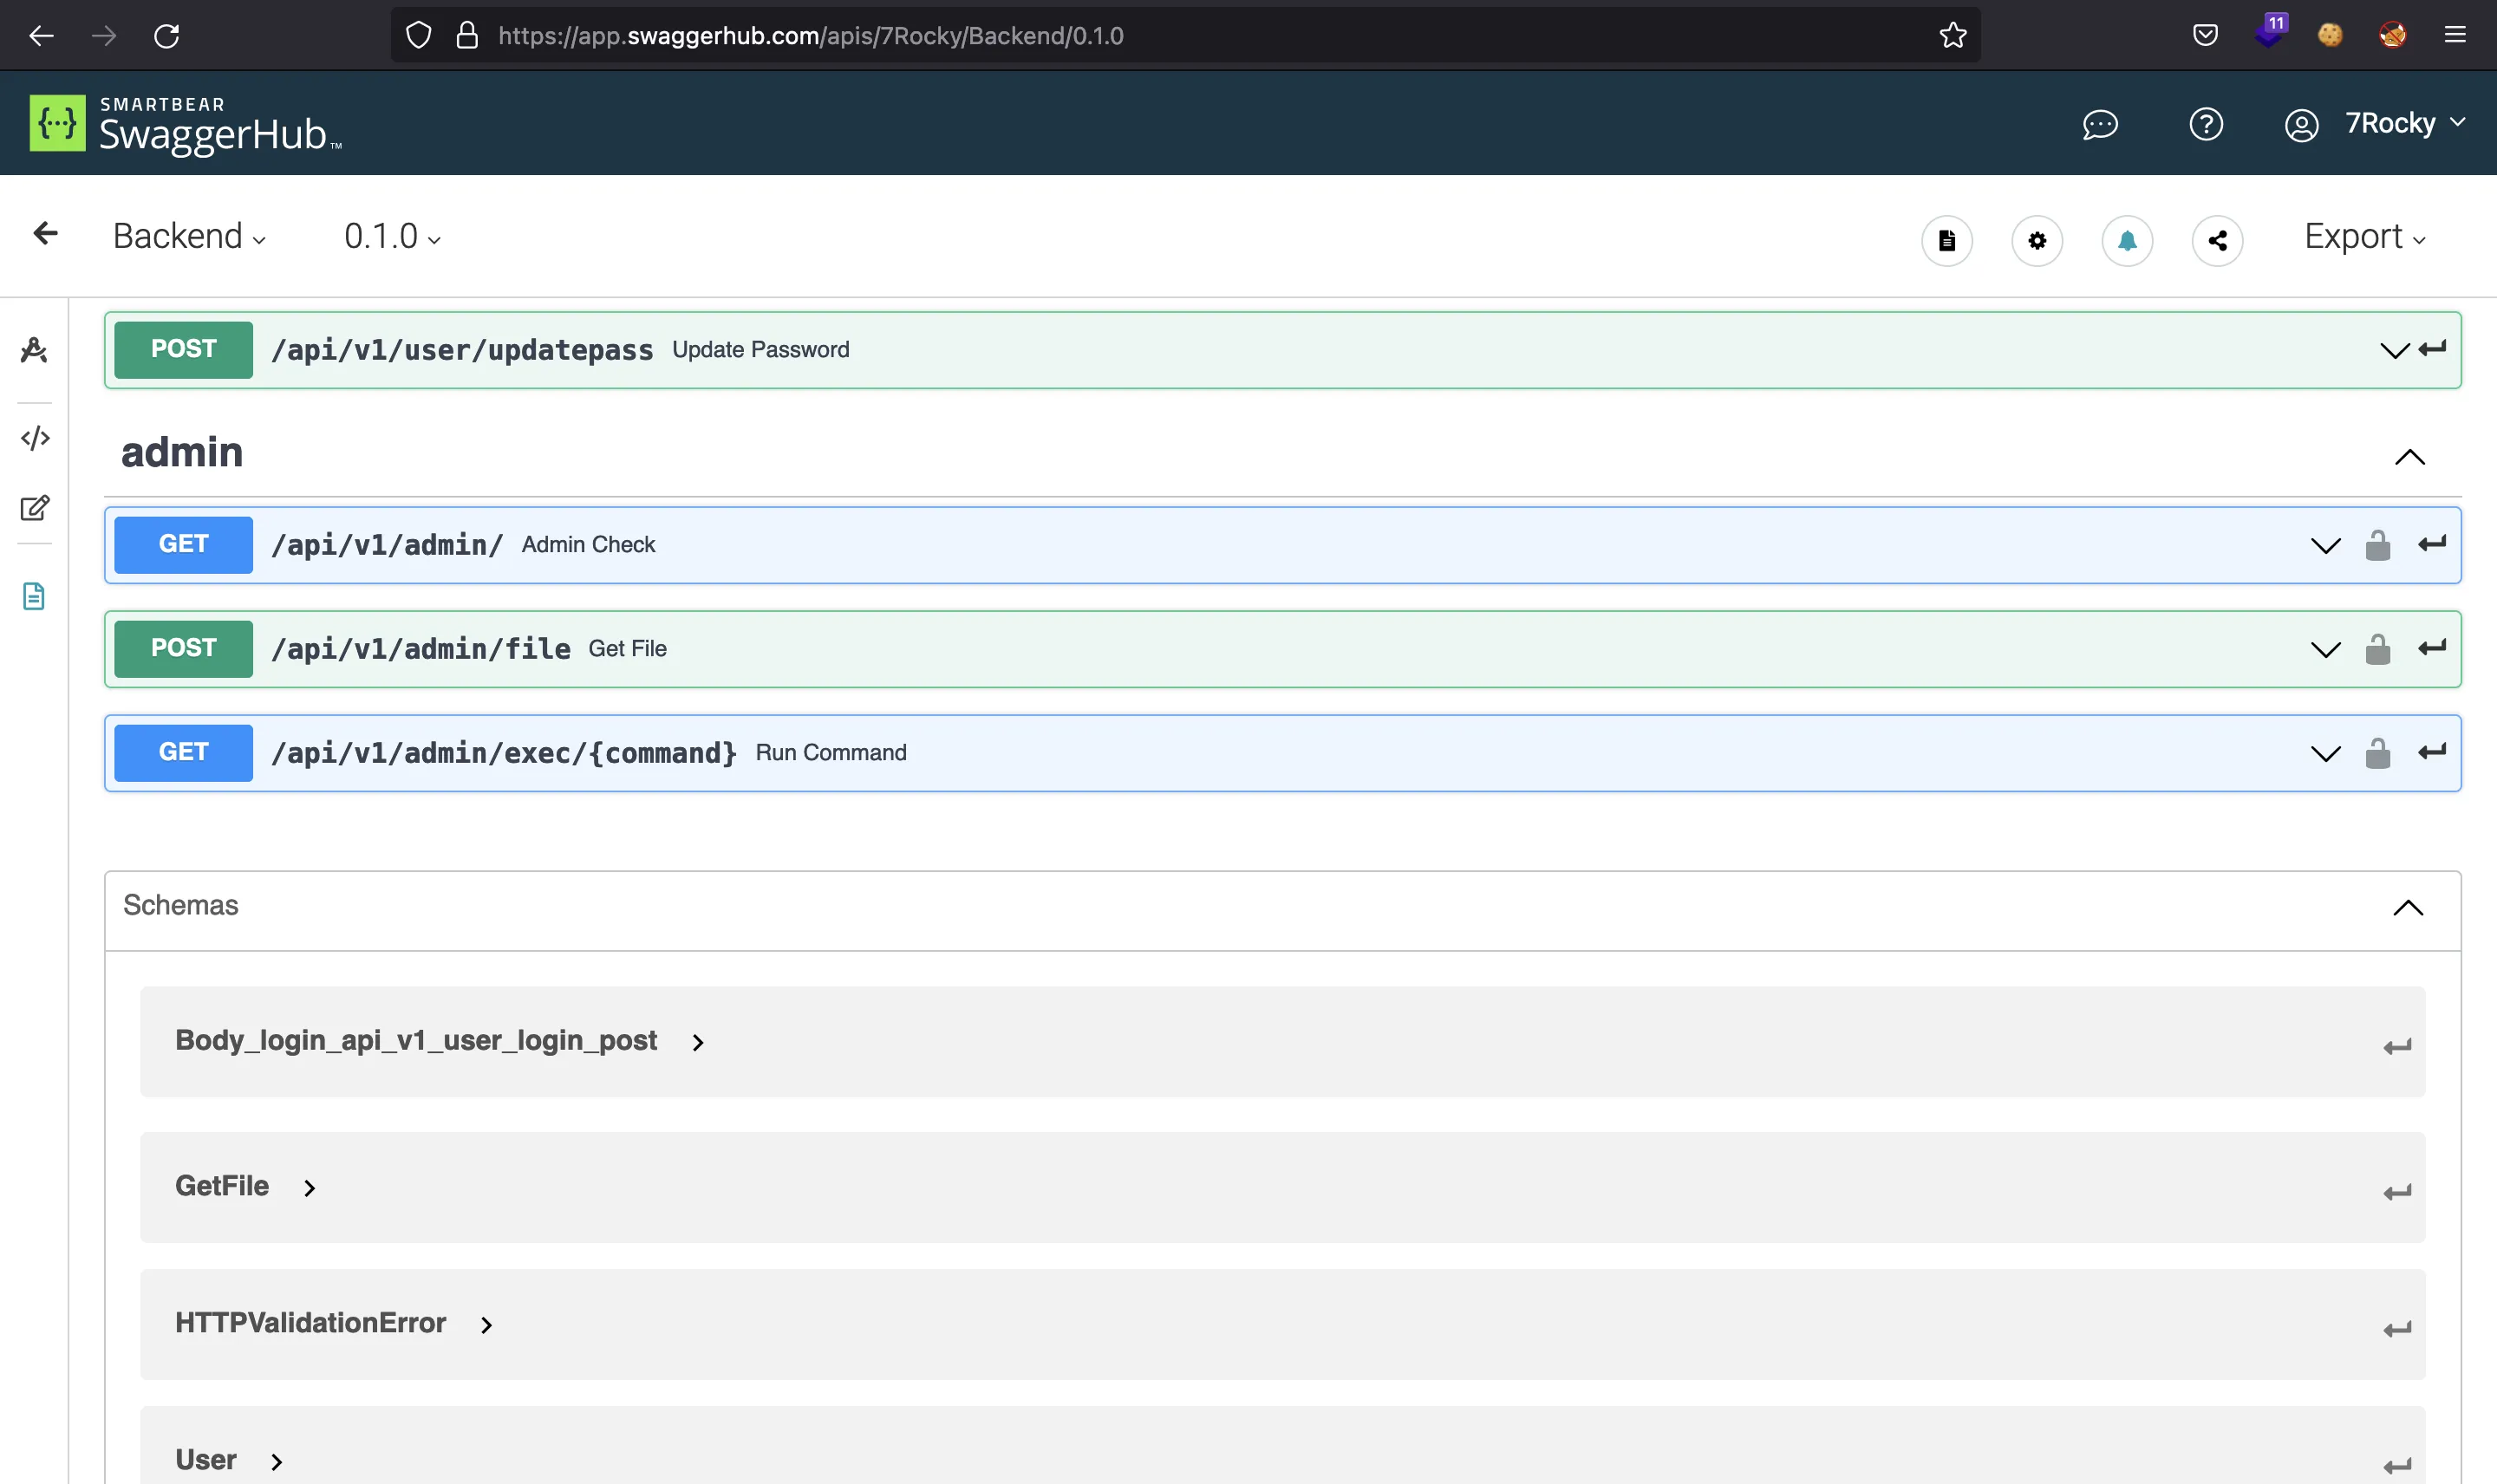 https://app.swaggerhub.com/apis/7Rocky/Backend/0.1.0
11
{...}
SMARTBEAR
SwaggerHub™
7Rocky
Backend
0.1.0
Export
POST /api/v1/user/updatepass Update Password
admin
GET /api/v1/admin/ Admin Check
POST /api/v1/admin/file Get File
GET /api/v1/admin/exec/{command} Run Command
Schemas
Body_login_api_v1_user_login_post
GetFile
HTTPValidationError
User